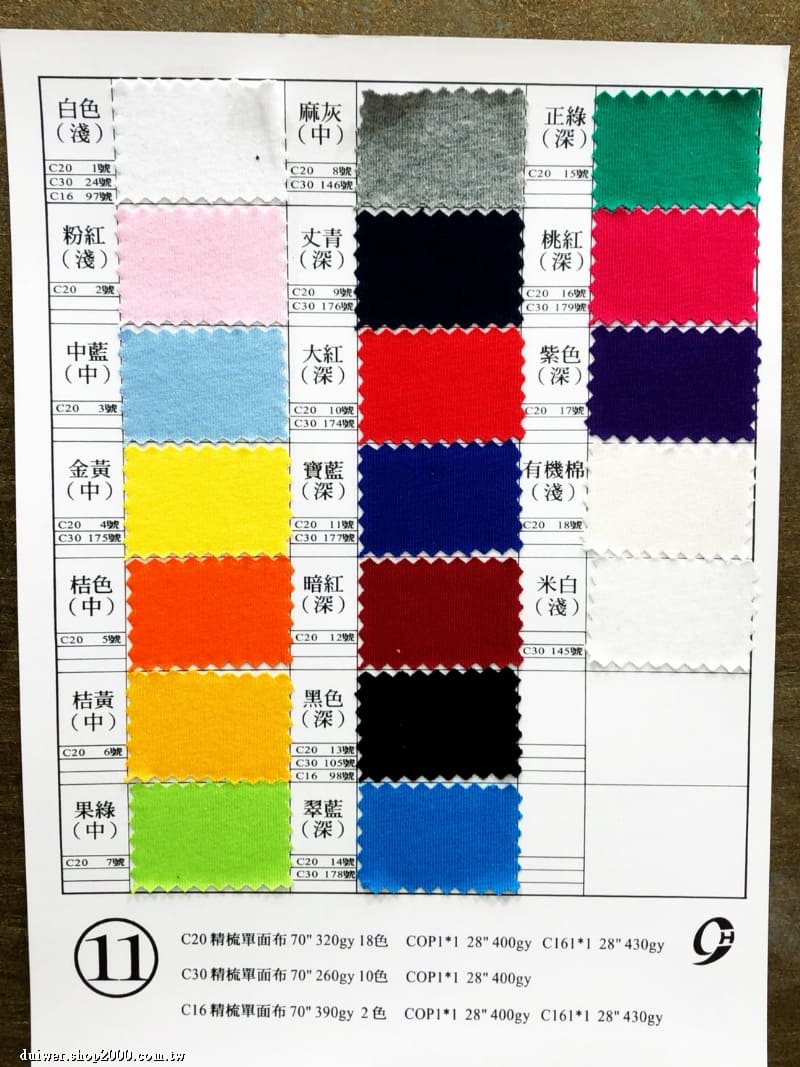 白色
(淺)
C20 1號
C30 24號
C16 97號
粉紅
(淺)
C20 2號
中藍
(中)
C20 3號
金黃
(中)
C20 4號
C30 175號
桔色
(中)
C20 5號
桔黃
(中)
C20 6號
果綠
(中)
C20 7號
麻灰
(中)
C20 8號
C30 146號
丈青
(深)
C20 9號
C30 176號
大紅
(深)
C20 10號
C30 174號
寶藍
(深)
C20 11號
C30 177號
暗紅
(深)
C20 12號
黑色
(深)
C20 13號
C30 105號
C16 98號
翠藍
(深)
C20 14號
C30 178號
正綠
(深)
C20 15號
桃紅
(深)
C20 16號
C30 179號
紫色
(深)
C20 17號
有機棉
(淺)
C20 18號
米白
(淺)
C30 145號
11
C20 精梳單面布 70" 320gy 18色 COP1*1 28" 400gy C161*1 28" 430gy
C30 精梳單面布 70" 260gy 10色 COP1*1 28" 400gy
C16 精梳單面布 70" 390gy 2色 COP1*1 28" 400gy C161*1 28" 430gy
9H
duiwer.shop2000.com.tw